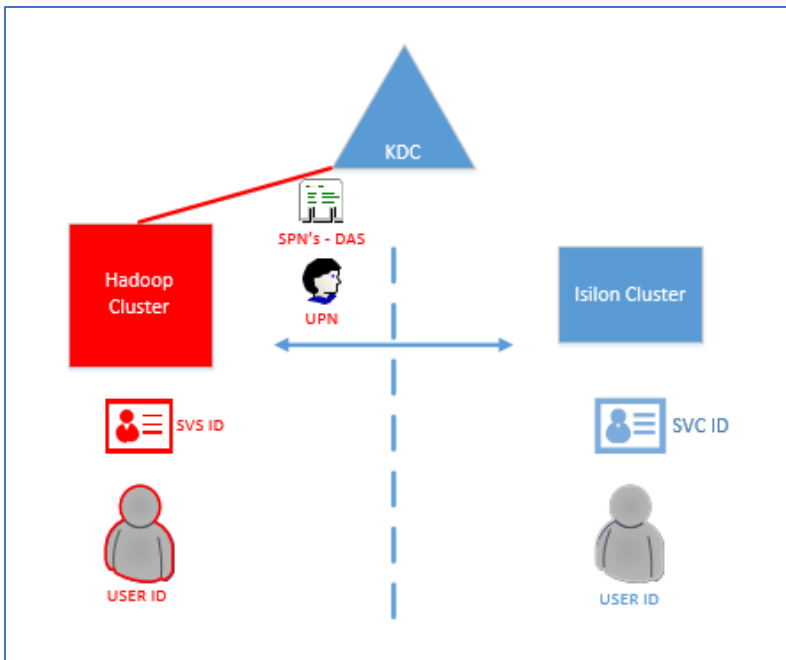 KDC
SPN's - DAS
Hadoop
Cluster
Isilon Cluster
UPN
SVS ID
SVC ID
USER ID
USER ID